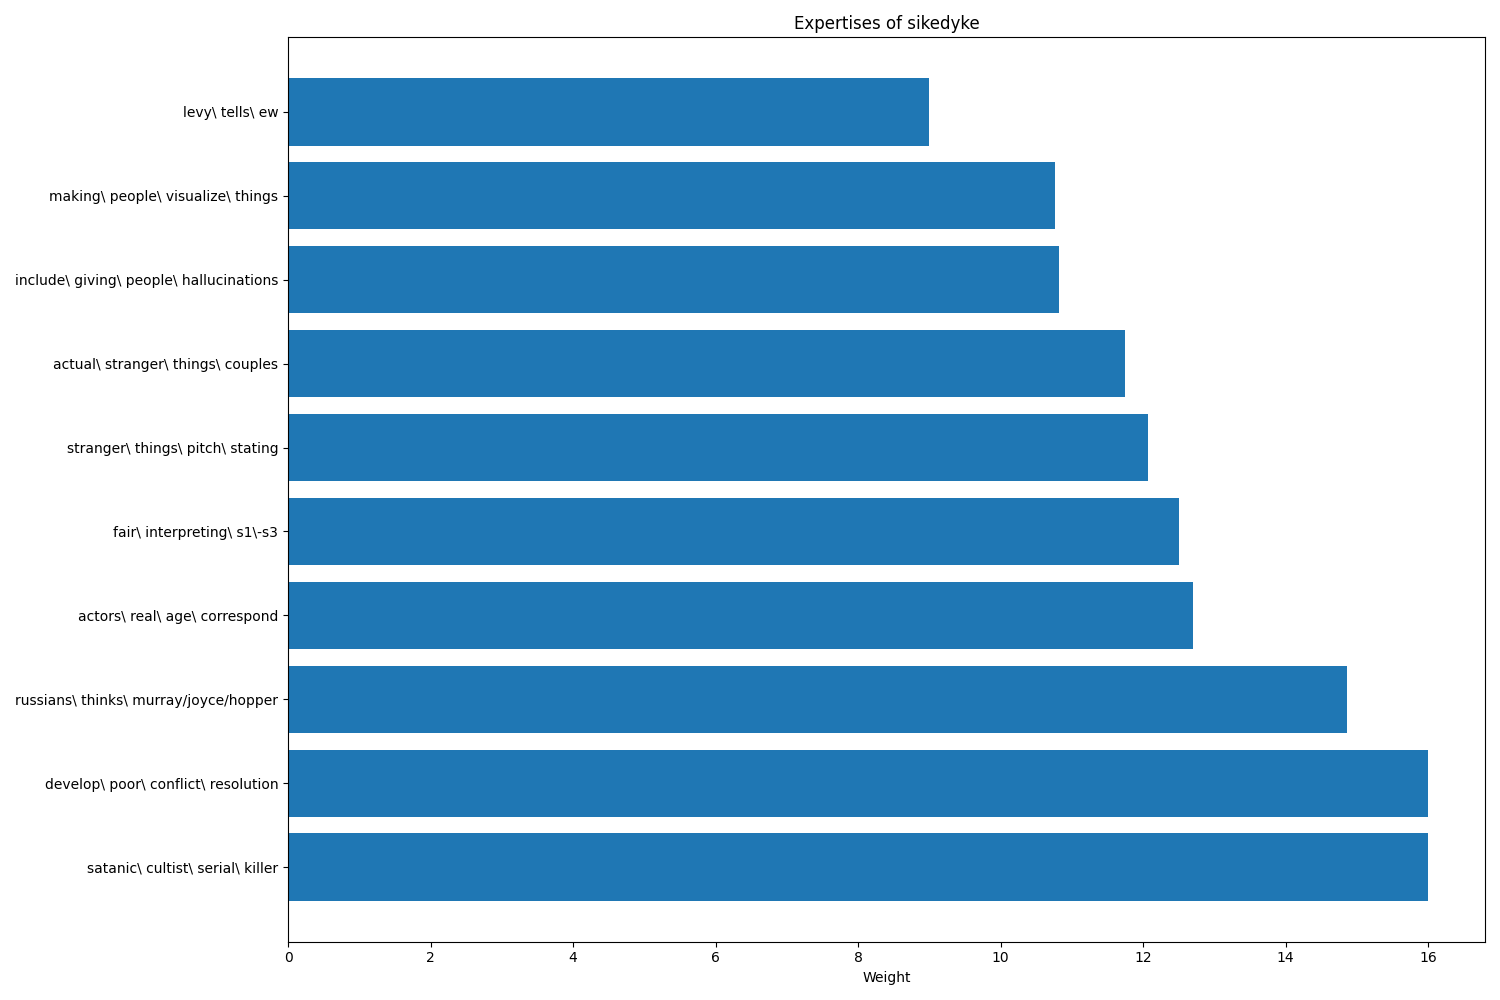 Expertises of sikedyke
levy\ tells\ ew
making\ people\ visualize\ things
include\ giving\ people\ hallucinations
actual\ stranger\ things\ couples
stranger\ things\ pitch\ stating
fair\ interpreting\ s1\-s3
actors\ real\ age\ correspond
russians\ thinks\ murray/joyce/hopper
develop\ poor\ conflict\ resolution
satanic\ cultist\ serial\ killer
0 2 4 6 8 10 12 14 16
Weight